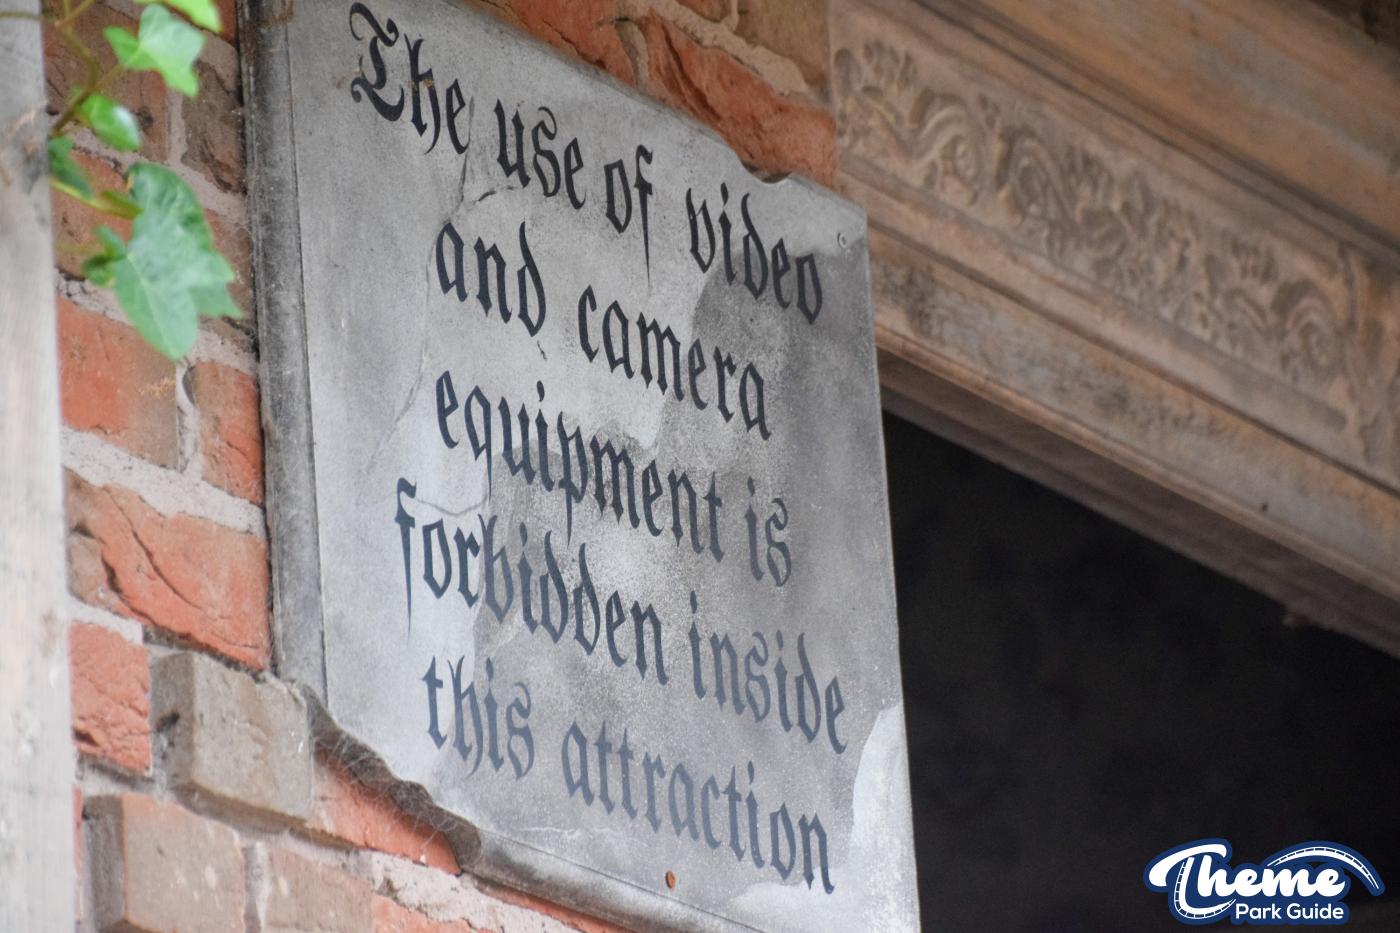 The use of video
and camera
equipment is
forbidden inside
this attraction
Theme
Park Guide